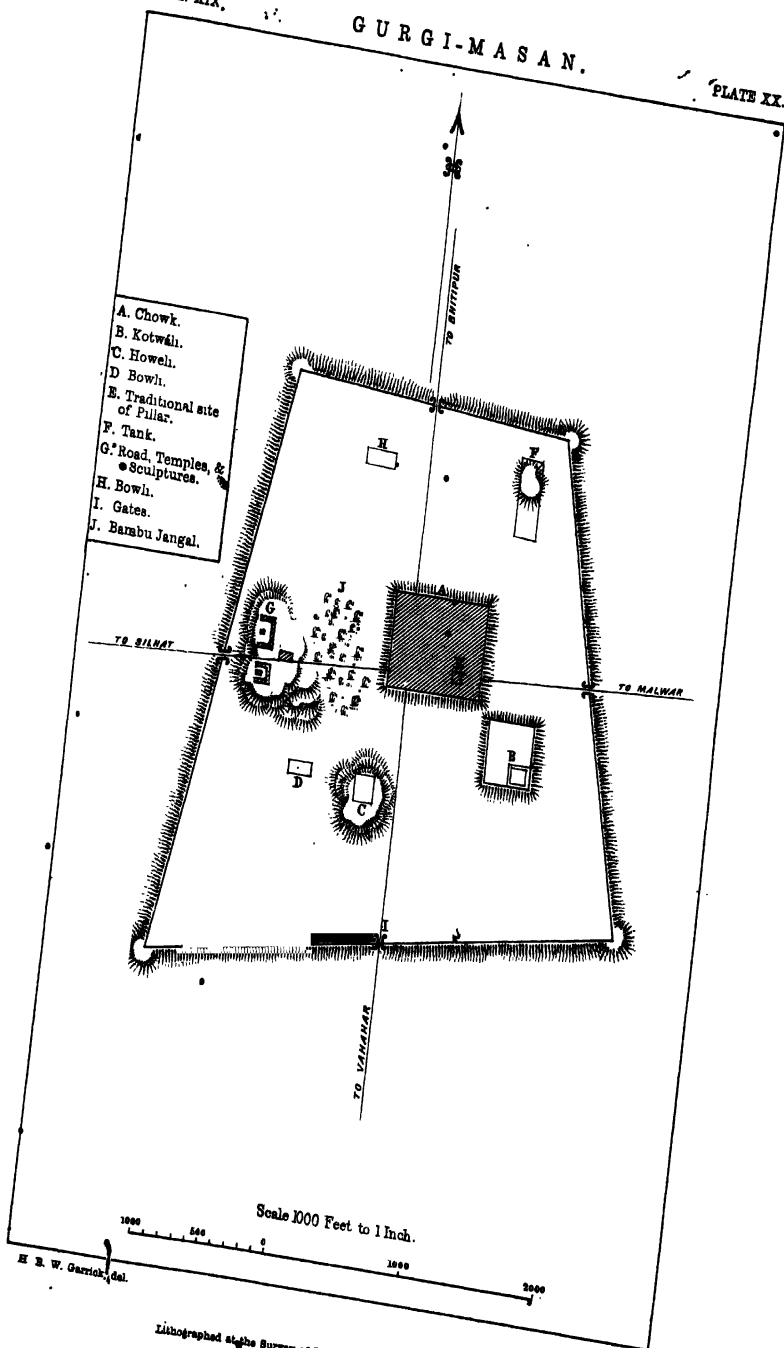 XIX.
GURGI-MASAN.
PLATE XX.
TO BHITIPUR
A. Chowk.
B. Kotwáli.
C. Howeli.
D Bowli.
E. Traditional site
of Pillar.
F. Tank.
G. Road, Temples, &
Sculptures.
H. Bowli.
I. Gates.
J. Bambu Jangal.
H
F
J
A
G
TO SILHAT
TO MALWAR
B
D
C
I
TO VAHAHAR
Scale 1000 Feet to 1 Inch.
1000 500 0 1000 2000
H B. W. Garrick, del.
Lithographed at the Survey